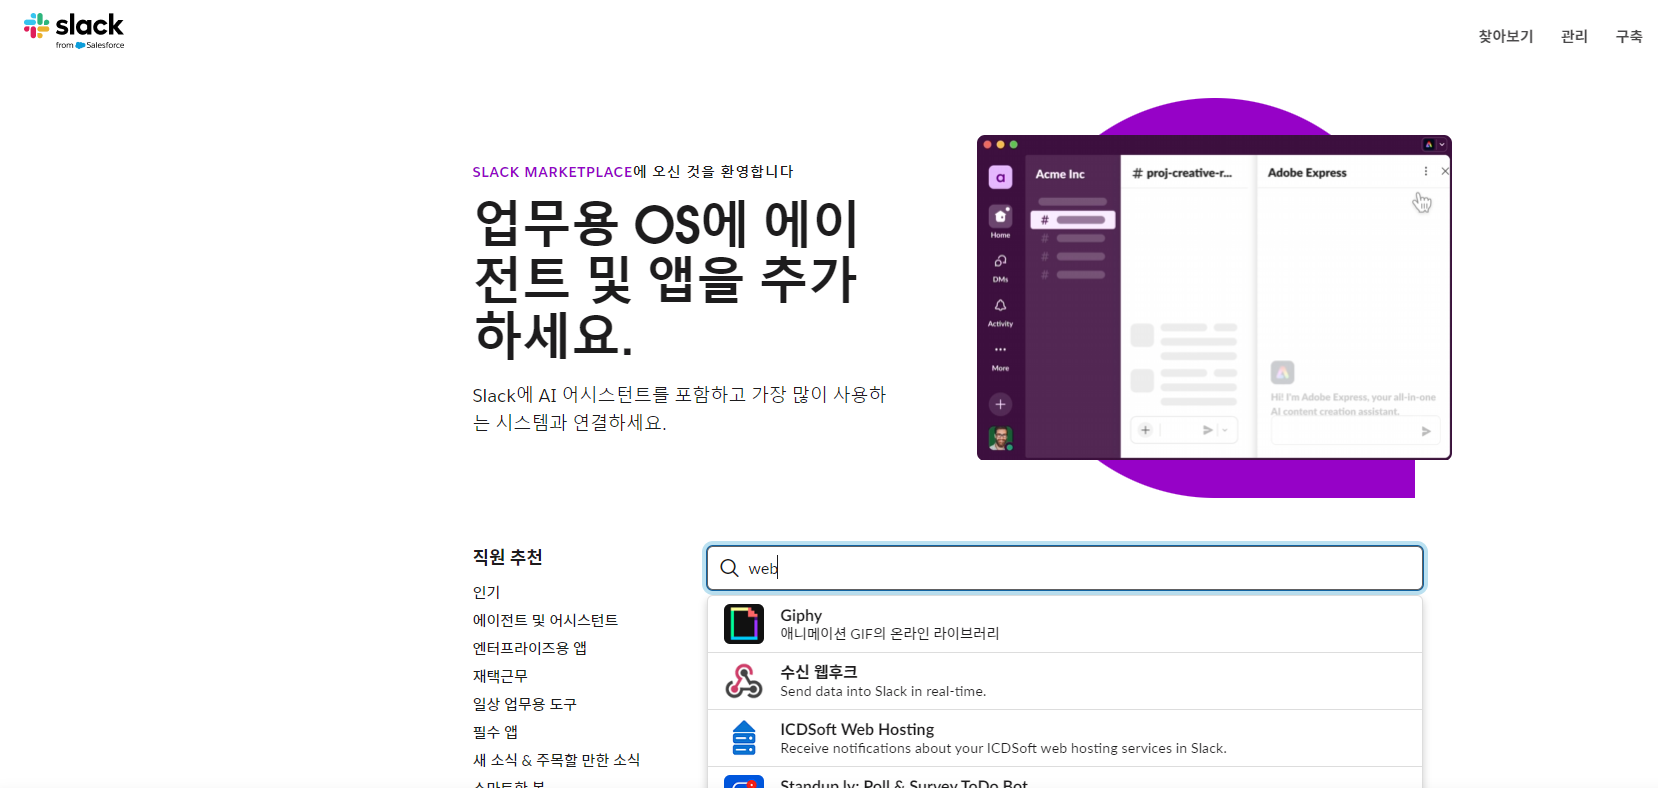 slack
from Salesforce
찾아보기 관리 구축
SLACK MARKETPLACE에 오신 것을 환영합니다
업무용 OS에 에이
전트 및 앱을 추가
하세요.
Slack에 AI 어시스턴트를 포함하고 가장 많이 사용하
는 시스템과 연결하세요.
a
Acme Inc
# proj-creative-r...
Adobe Express
Home
DMs
Activity
More
Hi! I'm Adobe Express, your all-in-one
AI content creation assistant.
직원 추천
인기
에이전트 및 어시스턴트
엔터프라이즈용 앱
재택근무
일상 업무용 도구
필수 앱
새 소식 & 주목할 만한 소식
스마트한 봇
web
Giphy
애니메이션 GIF의 온라인 라이브러리
수신 웹후크
Send data into Slack in real-time.
ICDSoft Web Hosting
Receive notifications about your ICDSoft web hosting services in Slack.
Standup.ly: Poll & Survey ToDo Bot